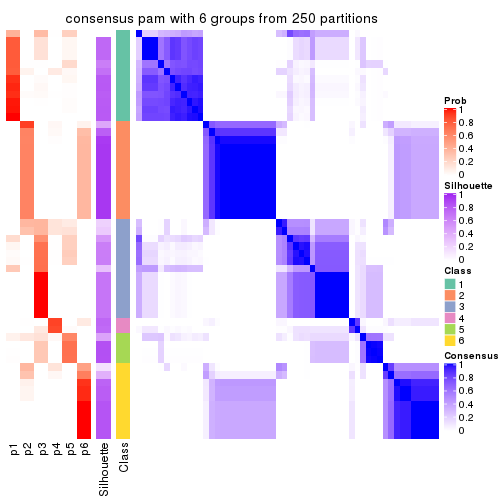 consensus pam with 6 groups from 250 partitions
Prob
1
0.8
0.6
0.4
0.2
0
Silhouette
1
0.8
0.6
0.4
0.2
0
Class
1
2
3
4
5
6
Consensus
1
0.8
0.6
0.4
0.2
0
p1
p2
p3
p4
p5
p6
Silhouette
Class